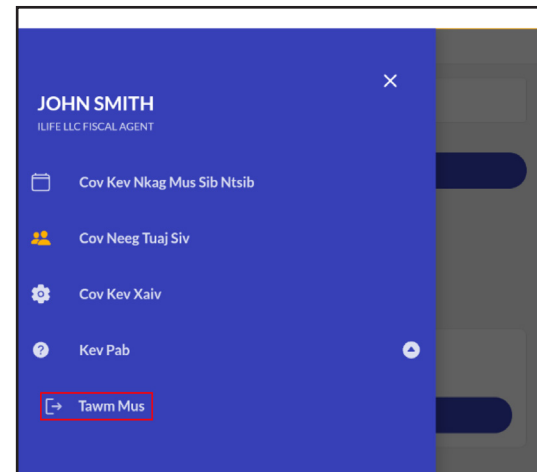 JOHN SMITH
ILIFE LLC FISCAL AGENT
Cov Kev Nkag Mus Sib Ntsib
Cov Neeg Tuaj Siv
Cov Kev Xaiv
Kev Pab
Tawm Mus